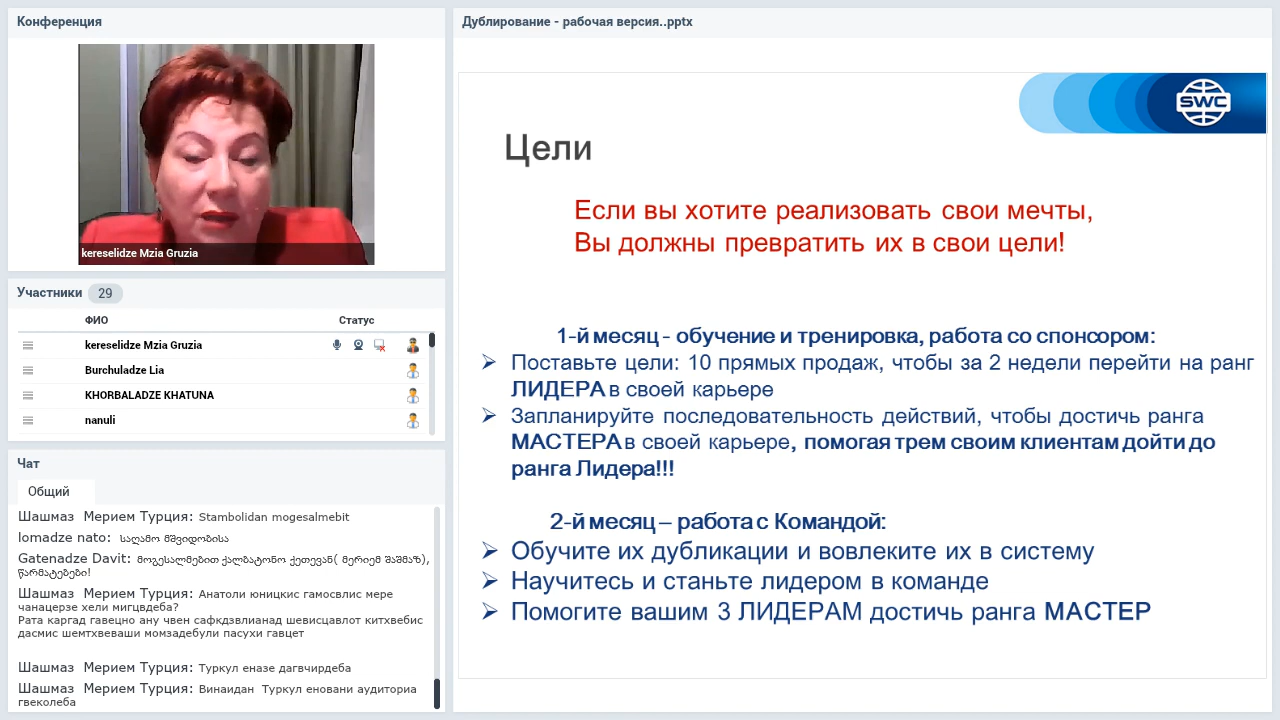 Конференция
kereselidze Mzia Gruzia
Участники 29
ФИО Статус
kereselidze Mzia Gruzia
Burchuladze Lia
KHORBALADZE KHATUNA
nanuli
Чат
Общий
Шашмаз Мерием Турция: Stambolidan mogesalmebit
lomadze nato: საღამო მშვიდობისა
Gatenadze Davit: მოგესალმებით ქალბატონო ქეთევან( მერიემ შაშმაზ),
წარმატებები!
Шашмаз Мерием Турция: Анатоли юницкис гамосвлис мере
чанацерзе хели мигцвдеба?
Рата каргад гавецно ану чвен сафкдзвлианад шевисцавлот китхвебис
дасмис шемтхвеваши момзадебули пасухи гавцет
Шашмаз Мерием Турция: Туркул еназе дагвчирдеба
Шашмаз Мерием Турция: Винаидан Туркул еновани аудиториа
гвеколеба
Дублирование - рабочая версия..pptx
SWC
Цели
Если вы хотите реализовать свои мечты,
Вы должны превратить их в свои цели!
1-й месяц - обучение и тренировка, работа со спонсором:
Поставьте цели: 10 прямых продаж, чтобы за 2 недели перейти на ранг
ЛИДЕРА в своей карьере
Запланируйте последовательность действий, чтобы достичь ранга
МАСТЕРА в своей карьере, помогая трем своим клиентам дойти до
ранга Лидера!!!
2-й месяц – работа с Командой:
Обучите их дубликации и вовлеките их в систему
Научитесь и станьте лидером в команде
Помогите вашим 3 ЛИДЕРАМ достичь ранга МАСТЕР